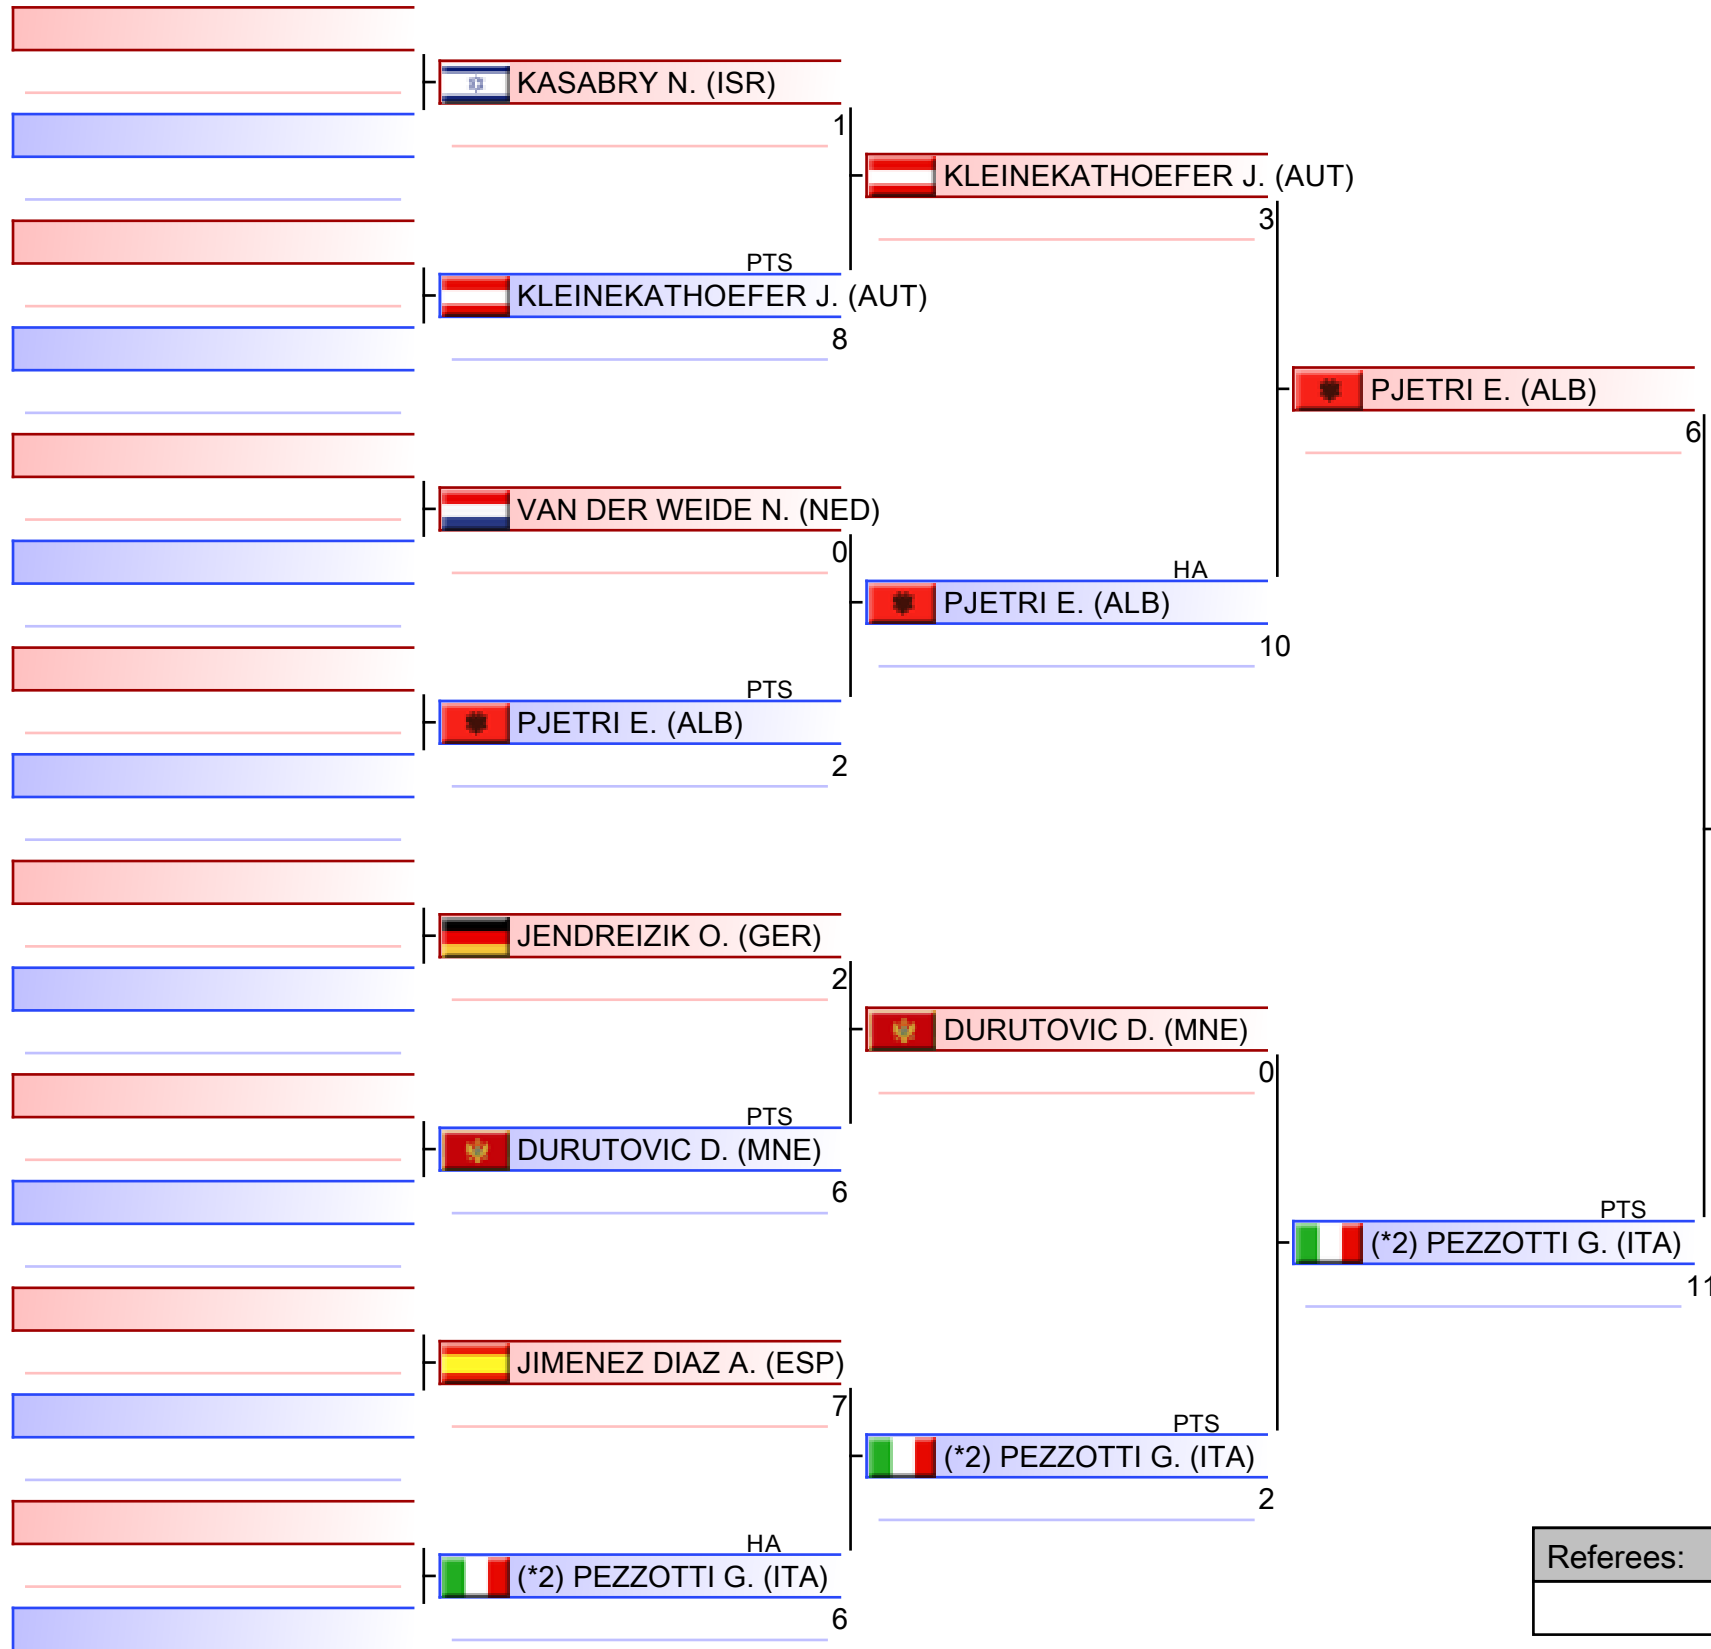 KASABRY N. (ISR)
1
KLEINEKATHOEFER J. (AUT)
3
PTS
KLEINEKATHOEFER J. (AUT)
8
PJETRI E. (ALB)
6
VAN DER WEIDE N. (NED)
0
HA
PJETRI E. (ALB)
10
PTS
PJETRI E. (ALB)
2
JENDREIZIK O. (GER)
2
DURUTOVIC D. (MNE)
0
PTS
DURUTOVIC D. (MNE)
6
PTS
(*2) PEZZOTTI G. (ITA)
11
JIMENEZ DIAZ A. (ESP)
7
PTS
(*2) PEZZOTTI G. (ITA)
2
HA
(*2) PEZZOTTI G. (ITA)
6
Referees: